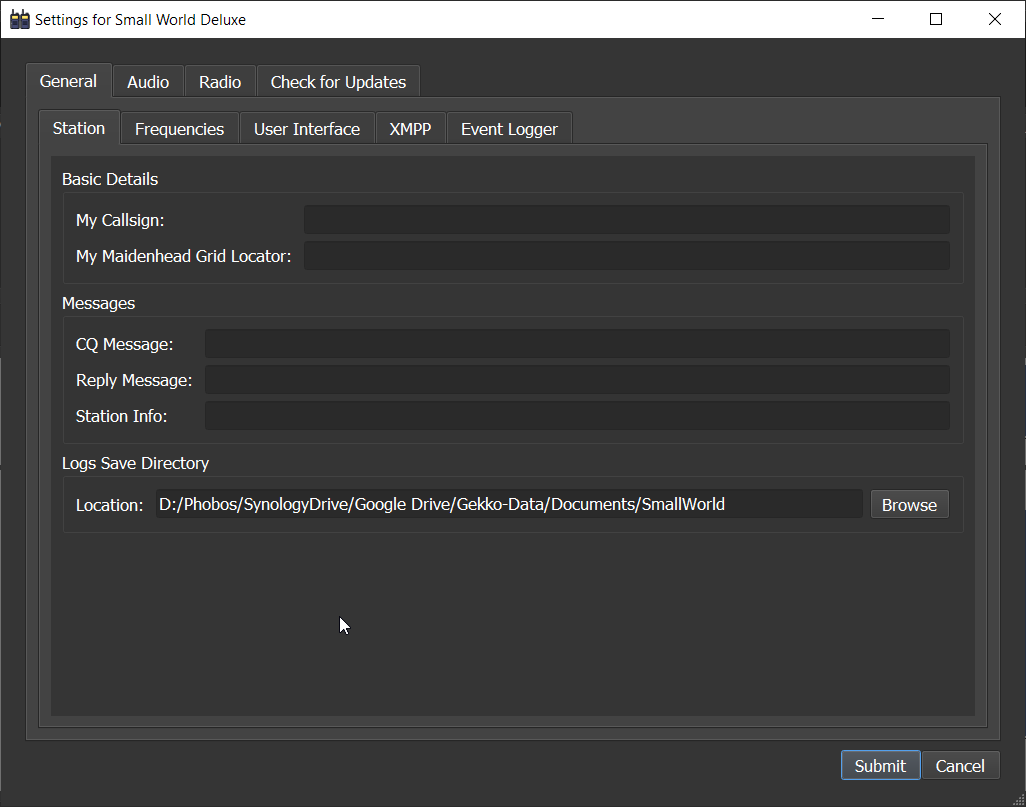 Settings for Small World Deluxe
General Audio Radio Check for Updates
Station Frequencies User Interface XMPP Event Logger
Basic Details
My Callsign:
My Maidenhead Grid Locator:
Messages
CQ Message:
Reply Message:
Station Info:
Logs Save Directory
Location: D:/Phobos/SynologyDrive/Google Drive/Gekko-Data/Documents/SmallWorld Browse
Submit Cancel